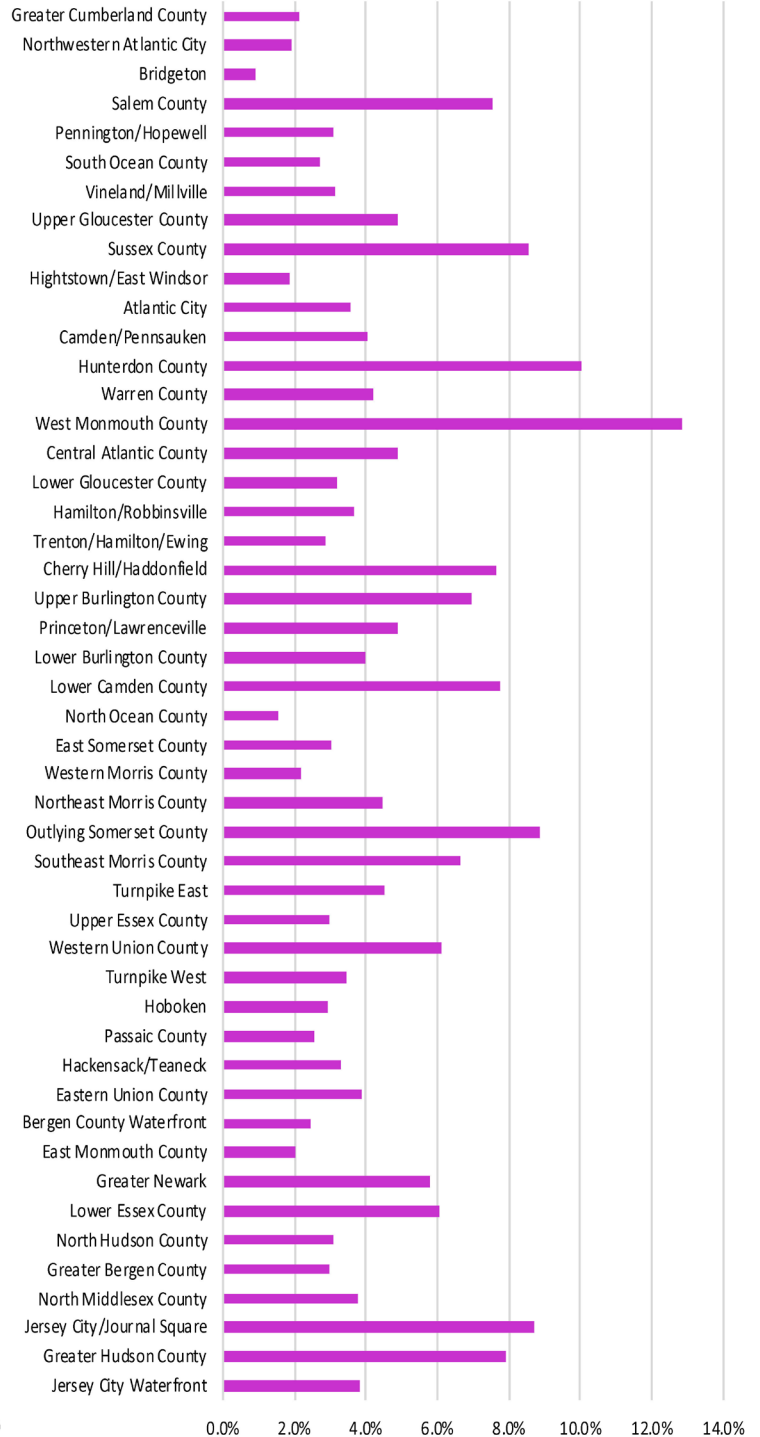 Greater Cumberland County
Northwestern Atlantic City
Bridgeton
Salem County
Pennington/Hopewell
South Ocean County
Vineland/Millville
Upper Gloucester County
Sussex County
Hightstown/East Windsor
Atlantic City
Camden/Pennsauken
Hunterdon County
Warren County
West Monmouth County
Central Atlantic County
Lower Gloucester County
Hamilton/Robbinsville
Trenton/Hamilton/Ewing
Cherry Hill/Haddonfield
Upper Burlington County
Princeton/Lawrenceville
Lower Burlington County
Lower Camden County
North Ocean County
East Somerset County
Western Morris County
Northeast Morris County
Outlying Somerset County
Southeast Morris County
Turnpike East
Upper Essex County
Western Union County
Turnpike West
Hoboken
Passaic County
Hackensack/Teaneck
Eastern Union County
Bergen County Waterfront
East Monmouth County
Greater Newark
Lower Essex County
North Hudson County
Greater Bergen County
North Middlesex County
Jersey City/Journal Square
Greater Hudson County
Jersey City Waterfront
0.0% 2.0% 4.0% 6.0% 8.0% 10.0% 12.0% 14.0%